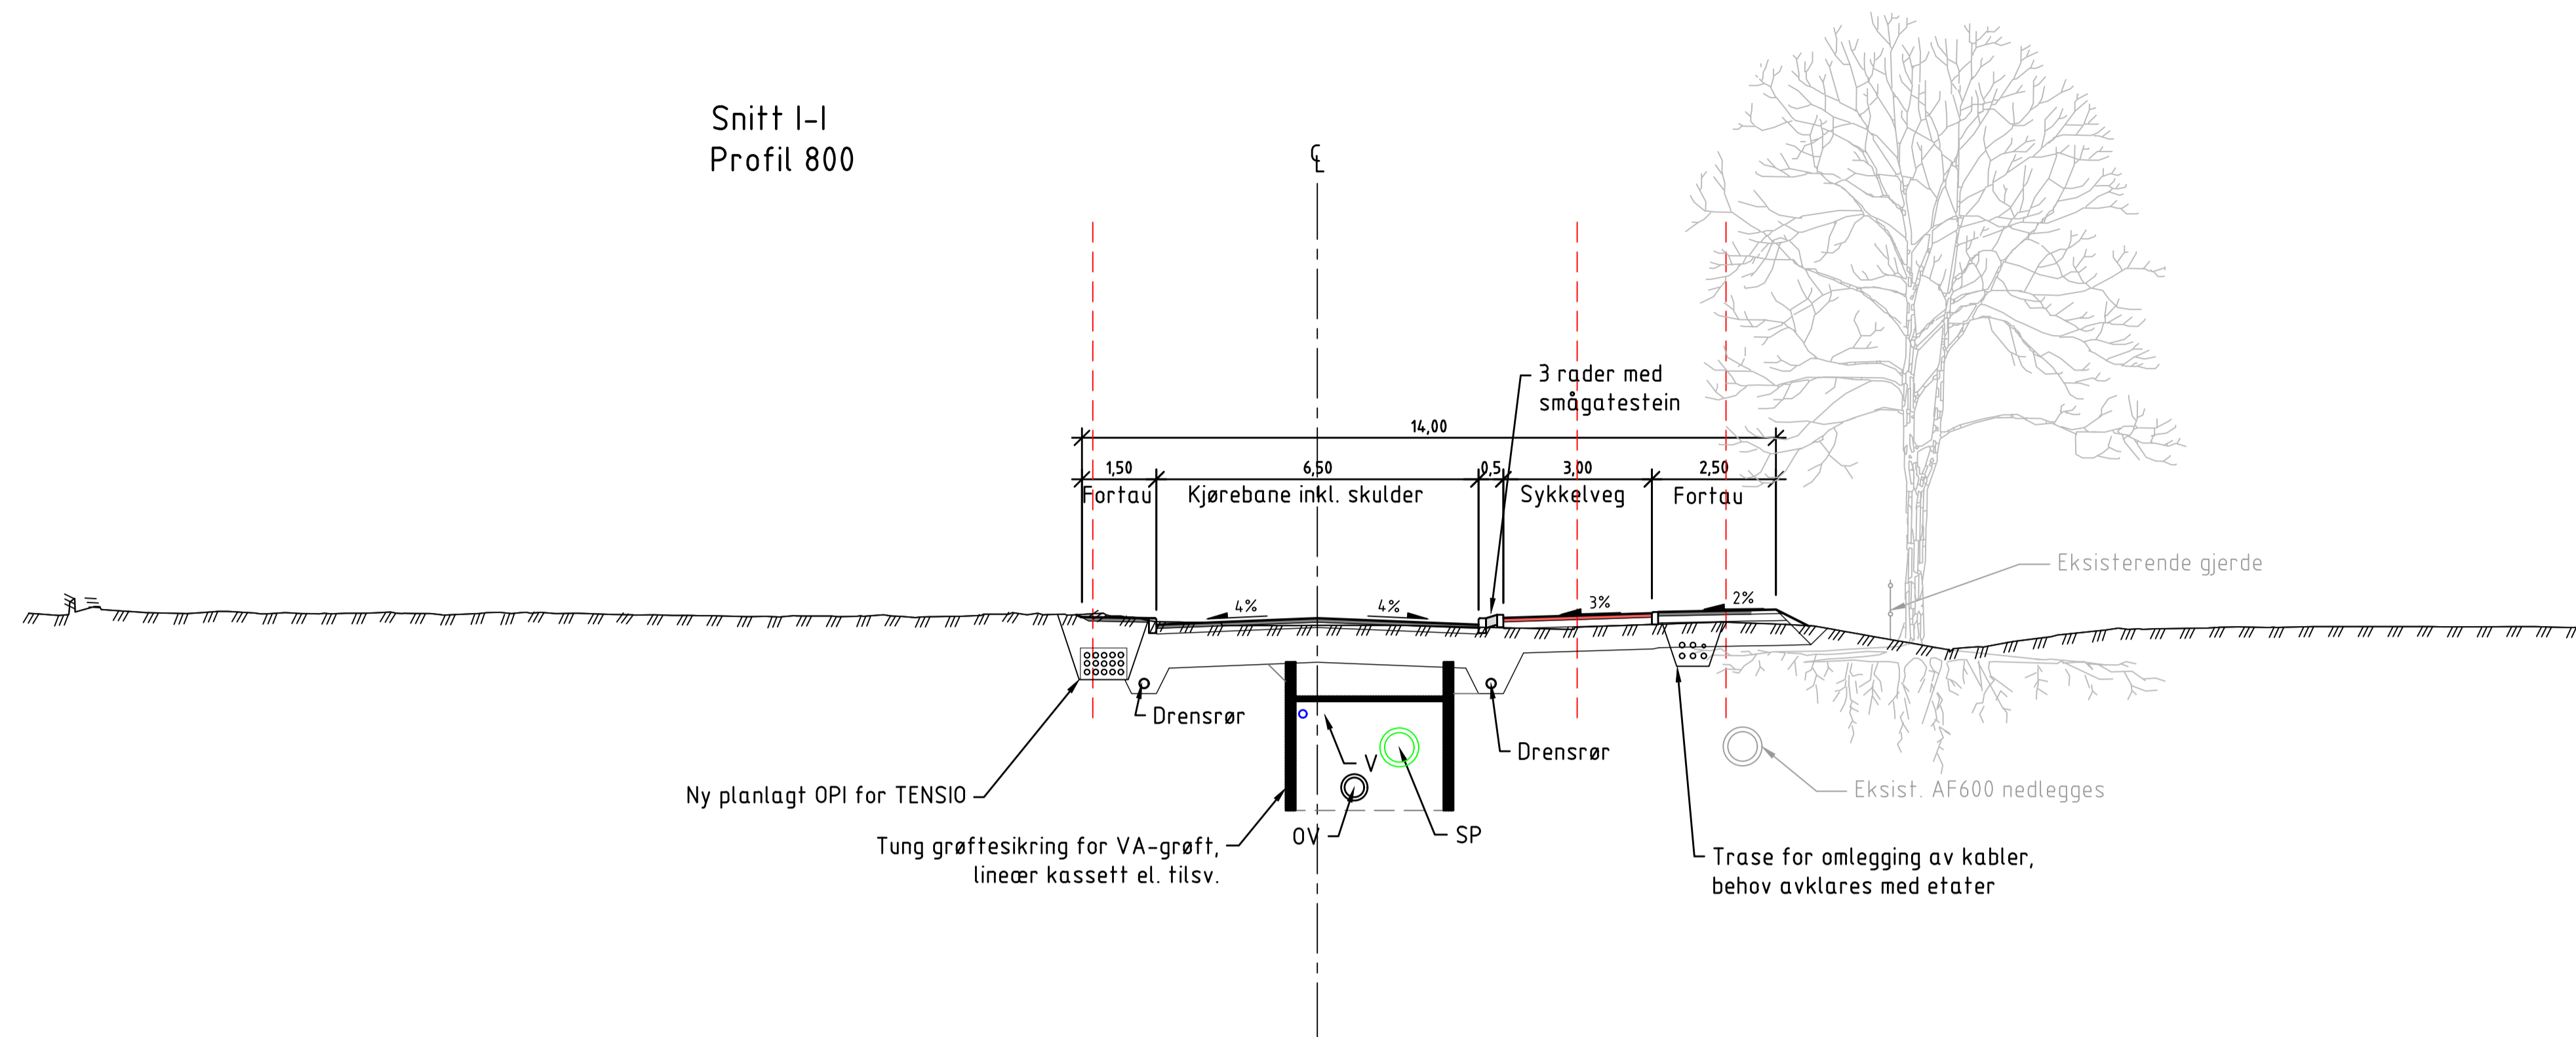 Snitt I-I
Profil 800
℄
3 rader med
smågatestein
14,00
1,50
6,50
0,5
3,00
2,50
Fortau
Kjørebane inkl. skulder
Sykkelveg
Fortau
Eksisterende gjerde
4%
4%
3%
2%
Drensrør
Drensrør
V
Ny planlagt OPI for TENSIO
Eksist. AF600 nedlegges
OV
SP
Tung grøftesikring for VA-grøft,
lineær kassett el. tilsv.
Trase for omlegging av kabler,
behov avklares med etater